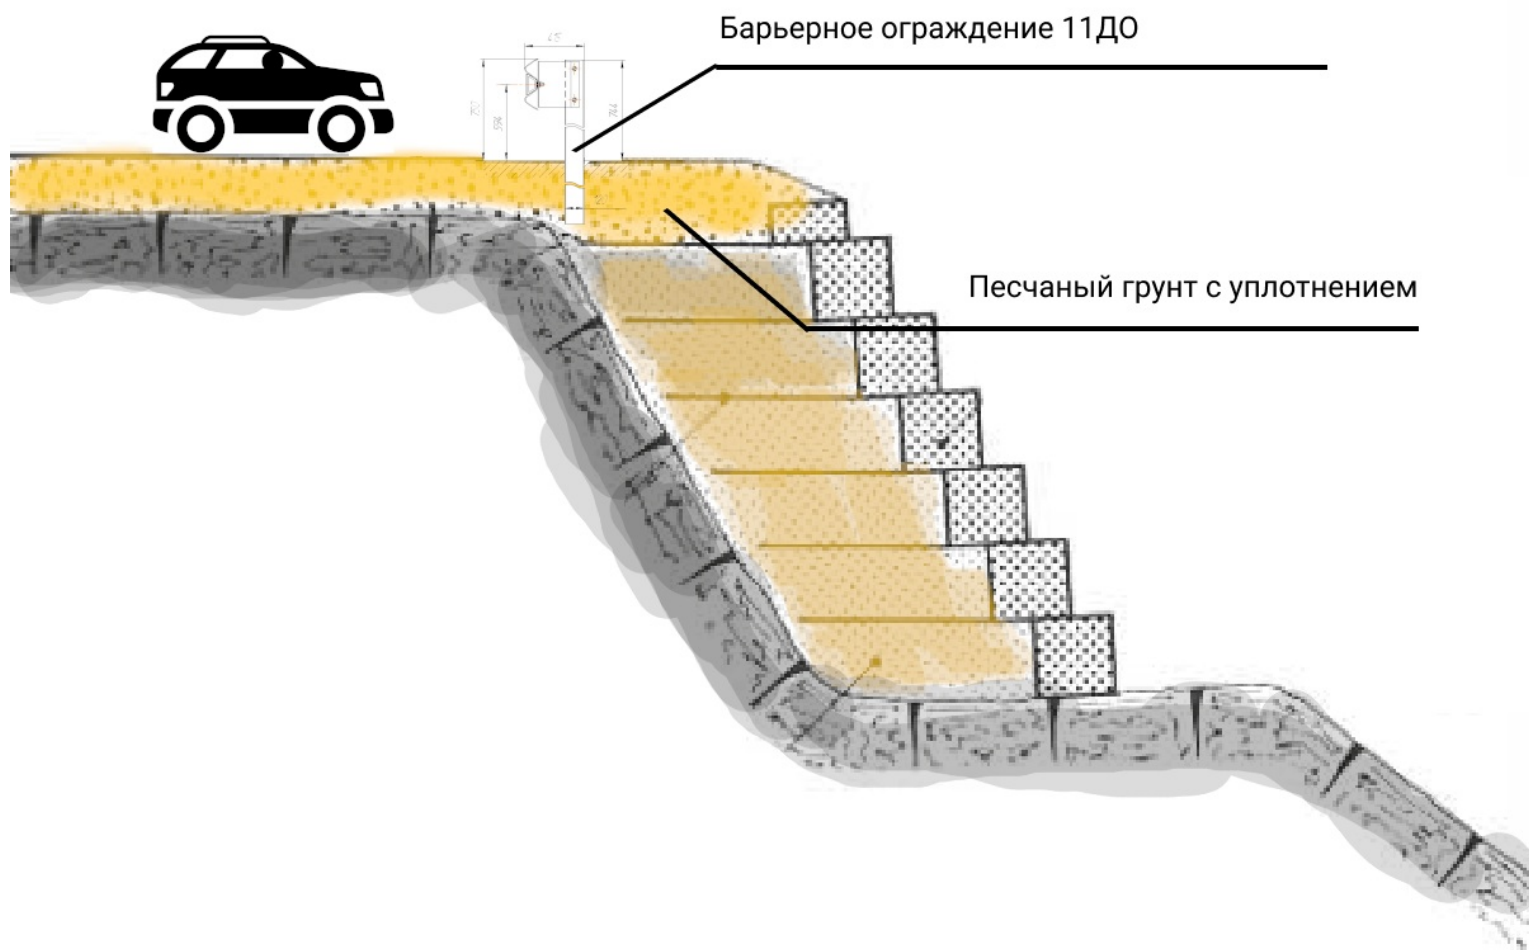 Барьерное ограждение 11ДО
Песчаный грунт с уплотнением